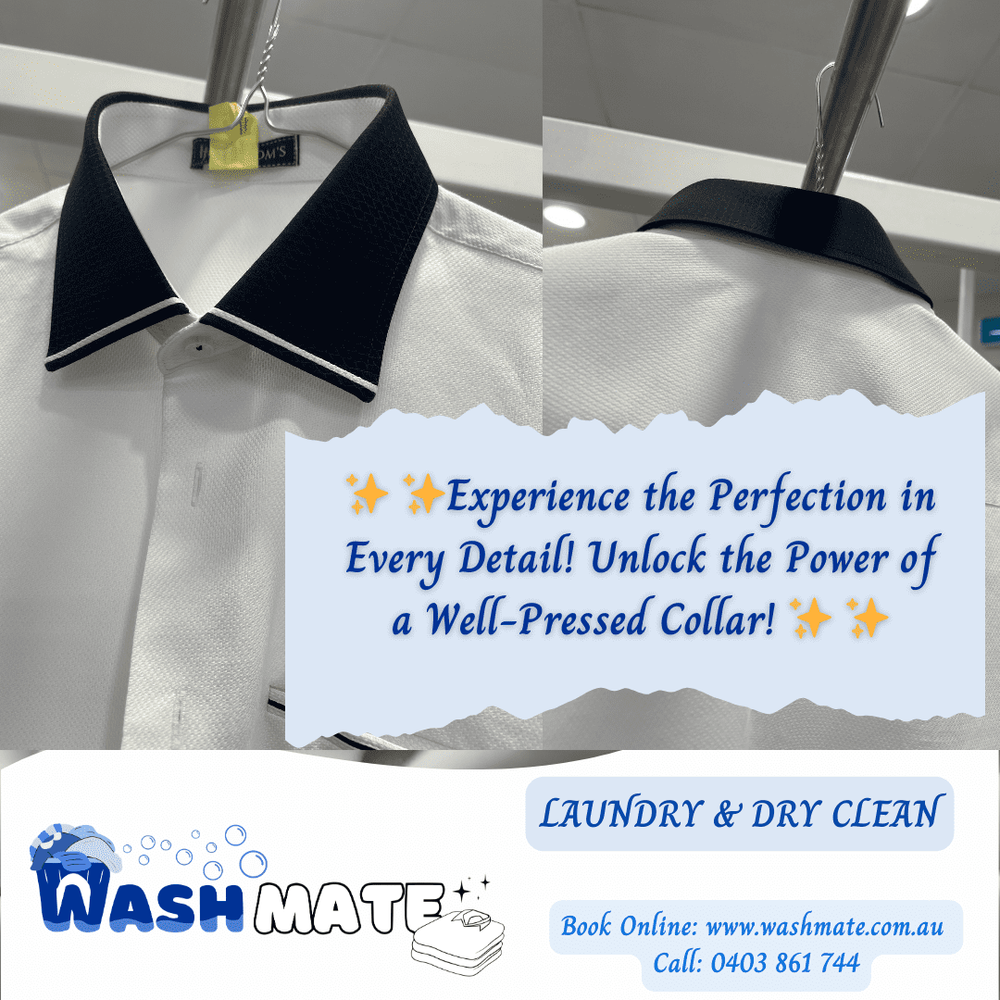 ✨ ✨Experience the Perfection in
Every Detail! Unlock the Power of
a Well-Pressed Collar! ✨ ✨
LAUNDRY & DRY CLEAN
WASH MATE
Book Online: www.washmate.com.au
Call: 0403 861 744